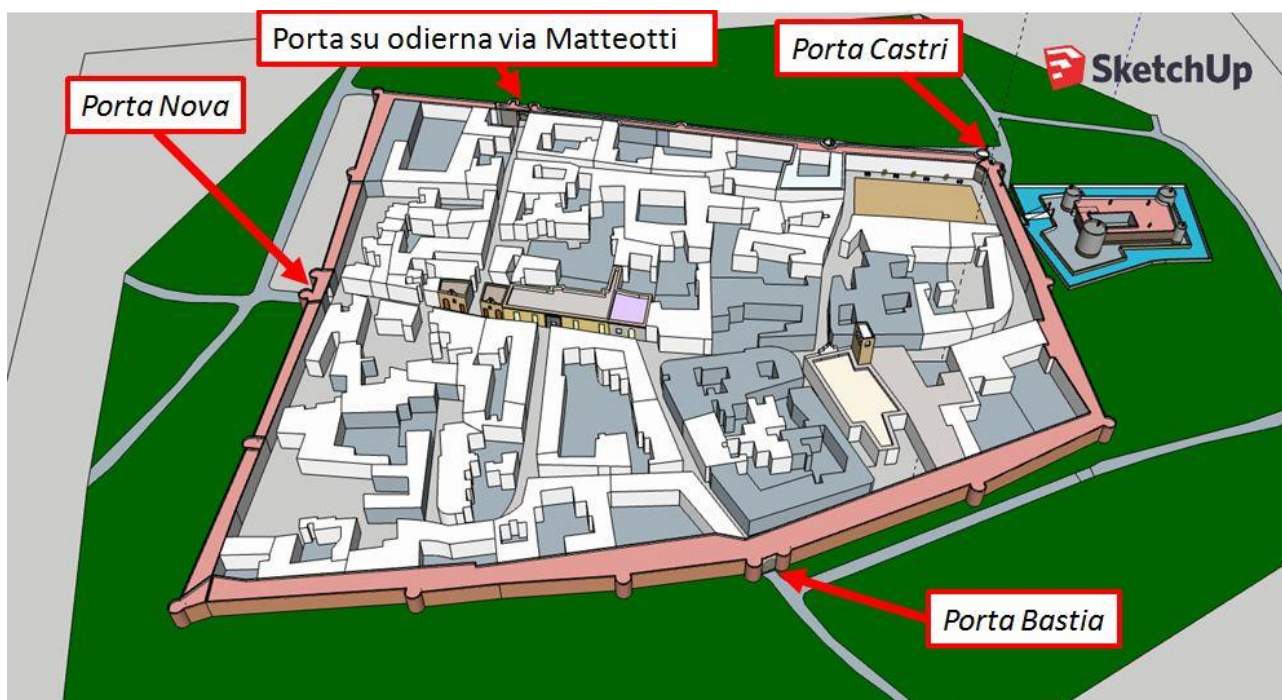 Porta su odierna via Matteotti
Porta Castri
SketchUp
Porta Nova
Porta Bastia